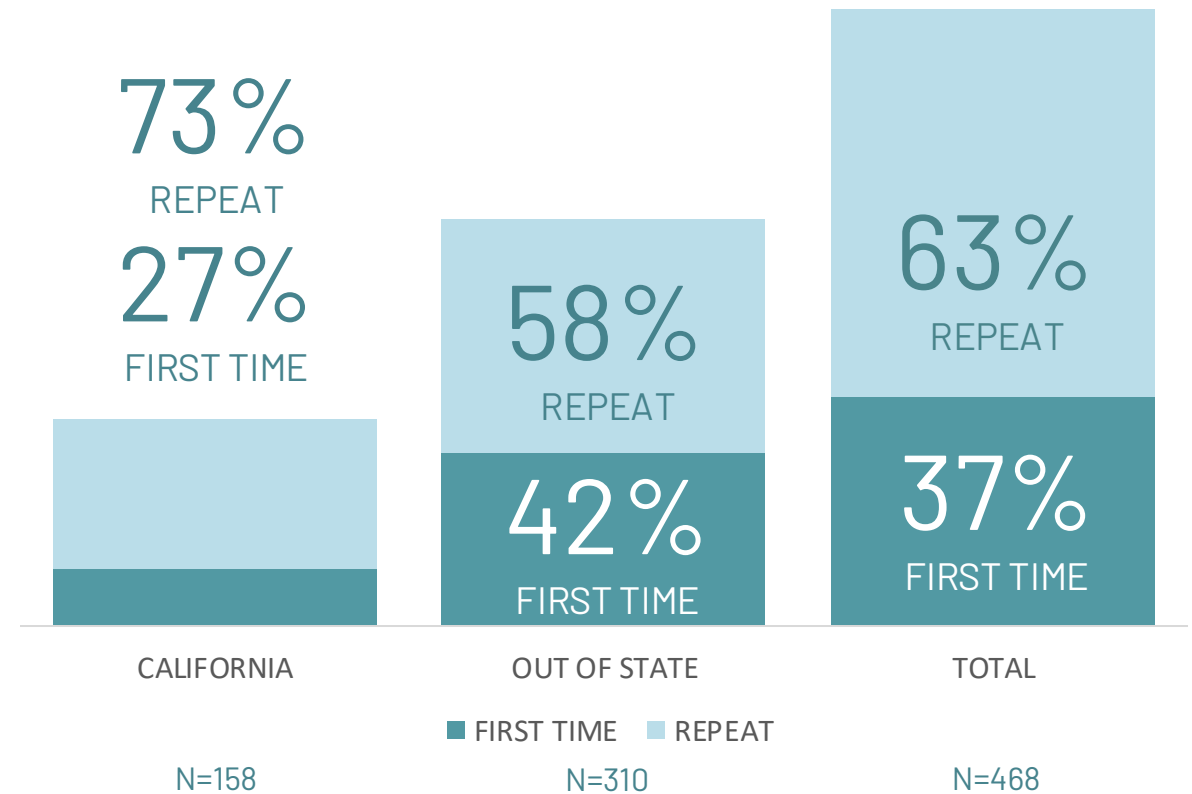 73%
REPEAT
27%
FIRST TIME
58%
REPEAT
42%
FIRST TIME
63%
REPEAT
37%
FIRST TIME
CALIFORNIA
OUT OF STATE
TOTAL
FIRST TIME
REPEAT
N=158
N=310
N=468